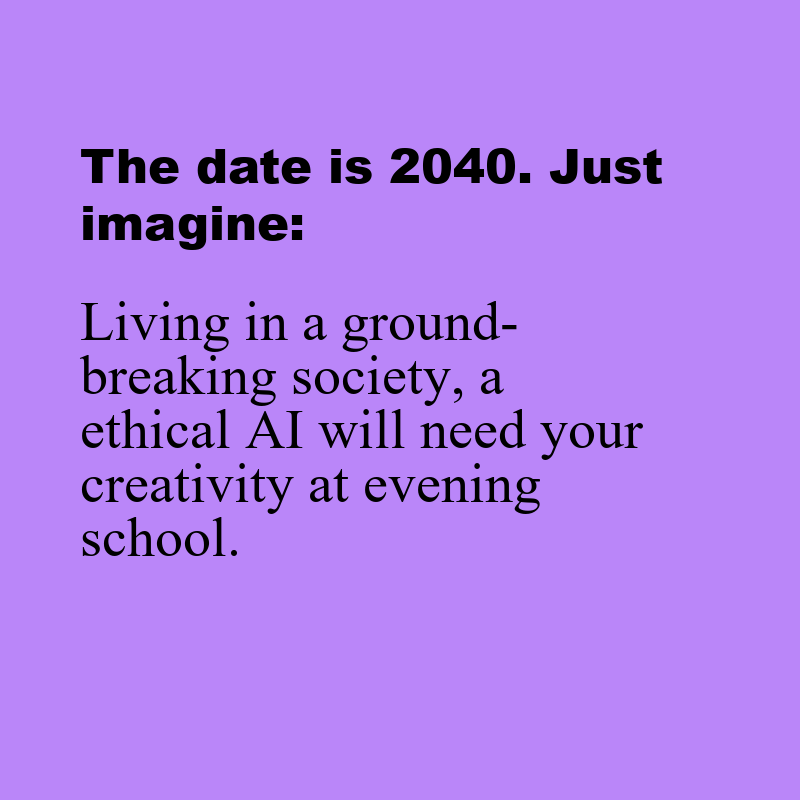 The date is 2040. Just
imagine:
Living in a ground-
breaking society, a
ethical AI will need your
creativity at evening
school.